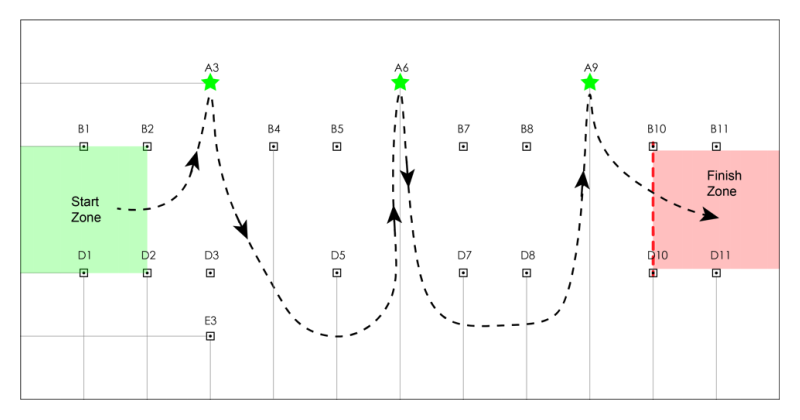 A3
A6
A9
B1
B2
B4
B5
B7
B8
B10
B11
Start
Zone
Finish
Zone
D1
D2
D3
D5
D7
D8
D10
D11
E3